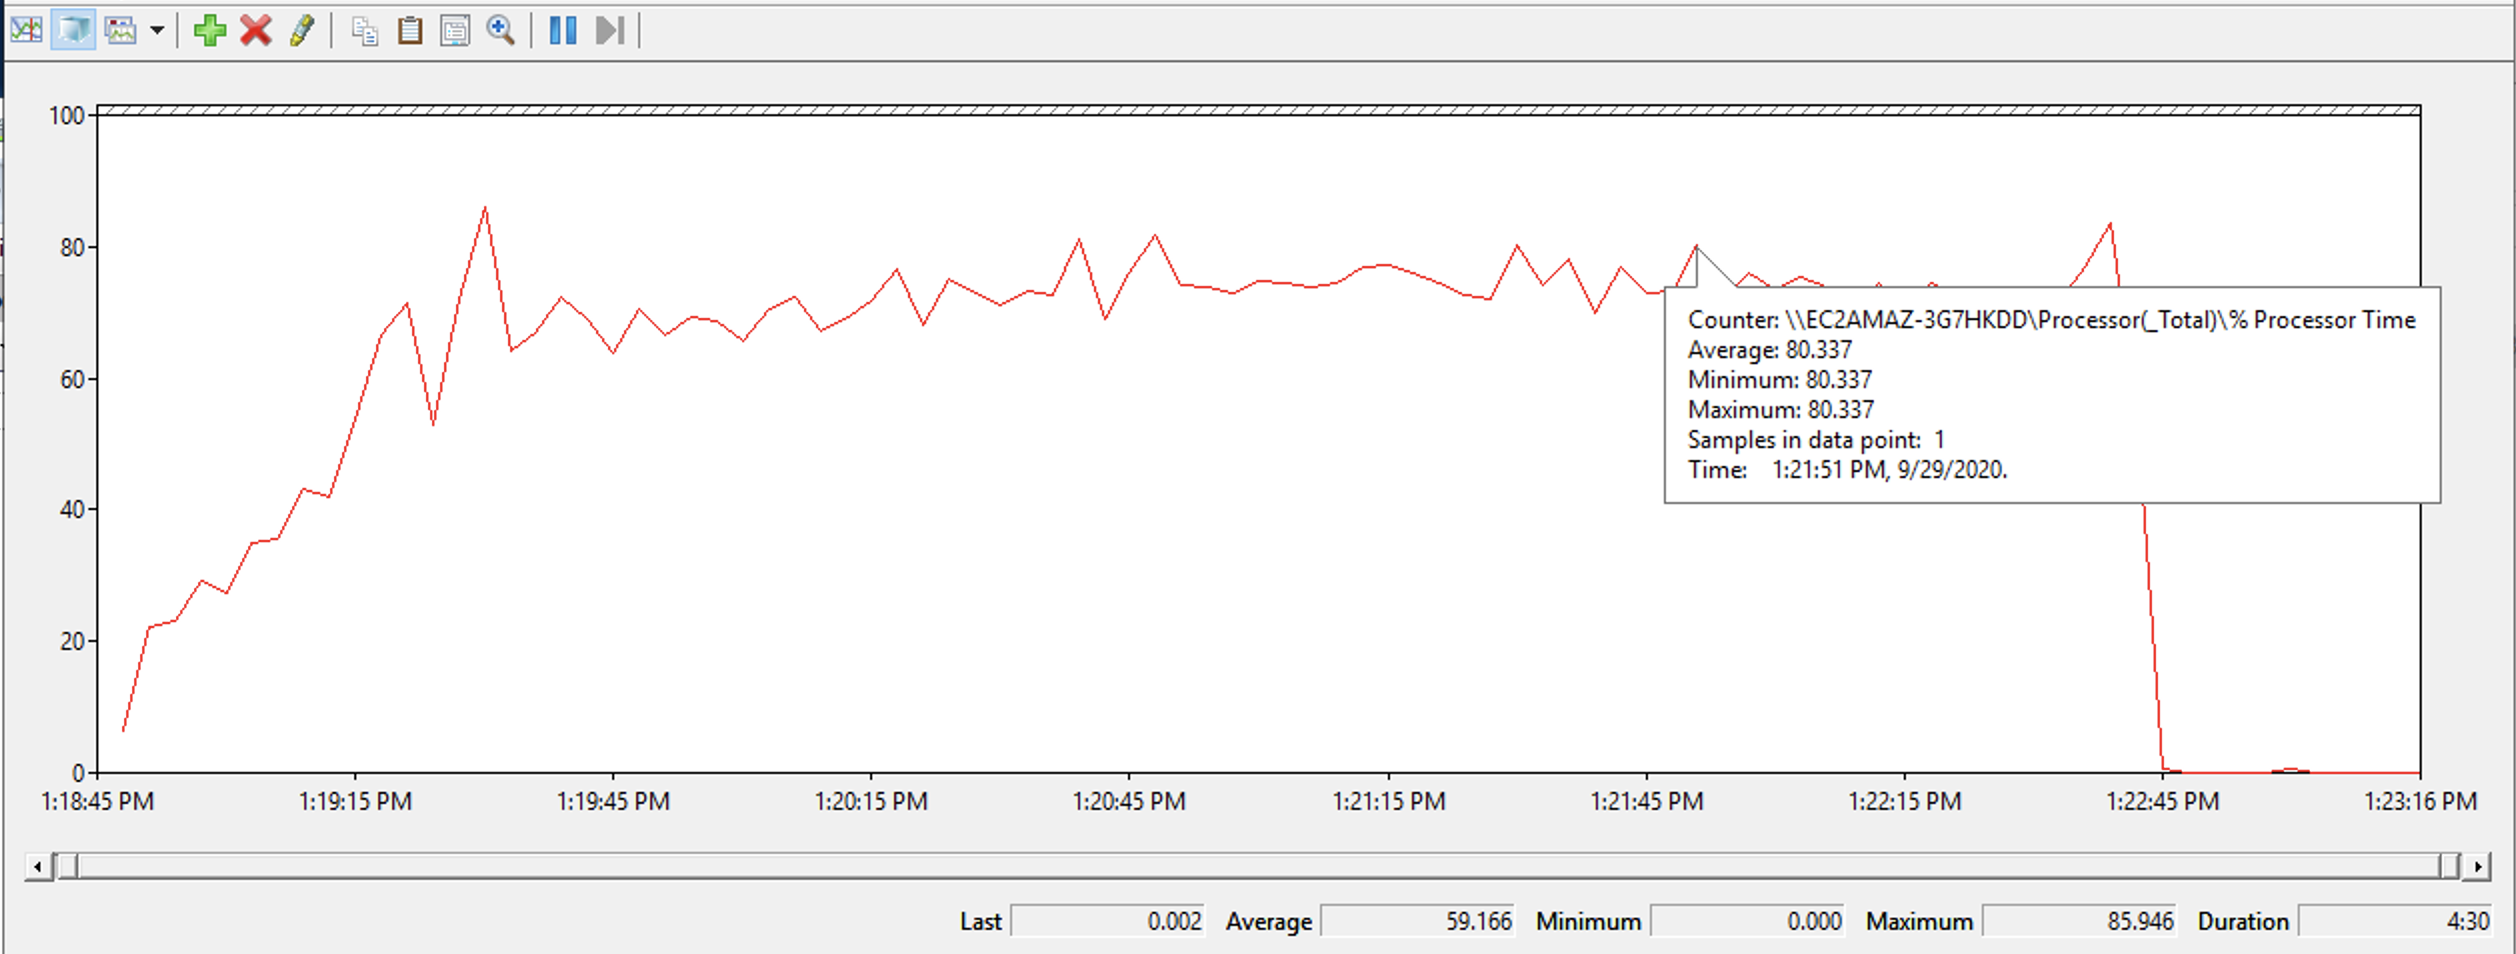 100
80
60
40
20
0
Counter: \\EC2AMAZ-3G7HKDD\Processor(_Total)\% Processor Time
Average: 80.337
Minimum: 80.337
Maximum: 80.337
Samples in data point: 1
Time: 1:21:51 PM, 9/29/2020.
1:18:45 PM 1:19:15 PM 1:19:45 PM 1:20:15 PM 1:20:45 PM 1:21:15 PM 1:21:45 PM 1:22:15 PM 1:22:45 PM 1:23:16 PM
Last 0.002 Average 59.166 Minimum 0.000 Maximum 85.946 Duration 4:30